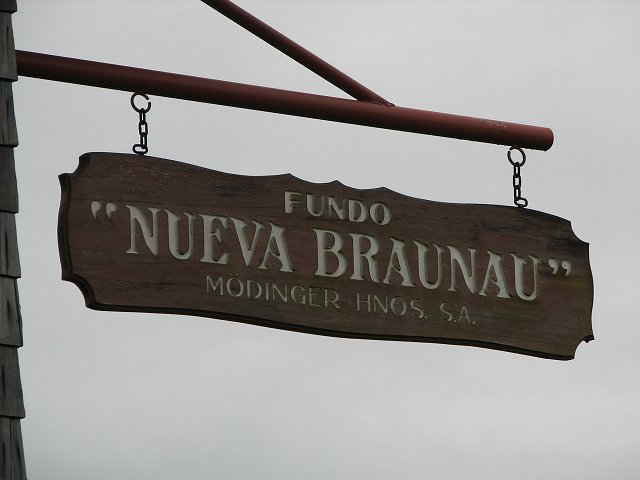 FUNDO
"NUEVA BRAUNAU"
MÖDINGER HNOS. S.A.